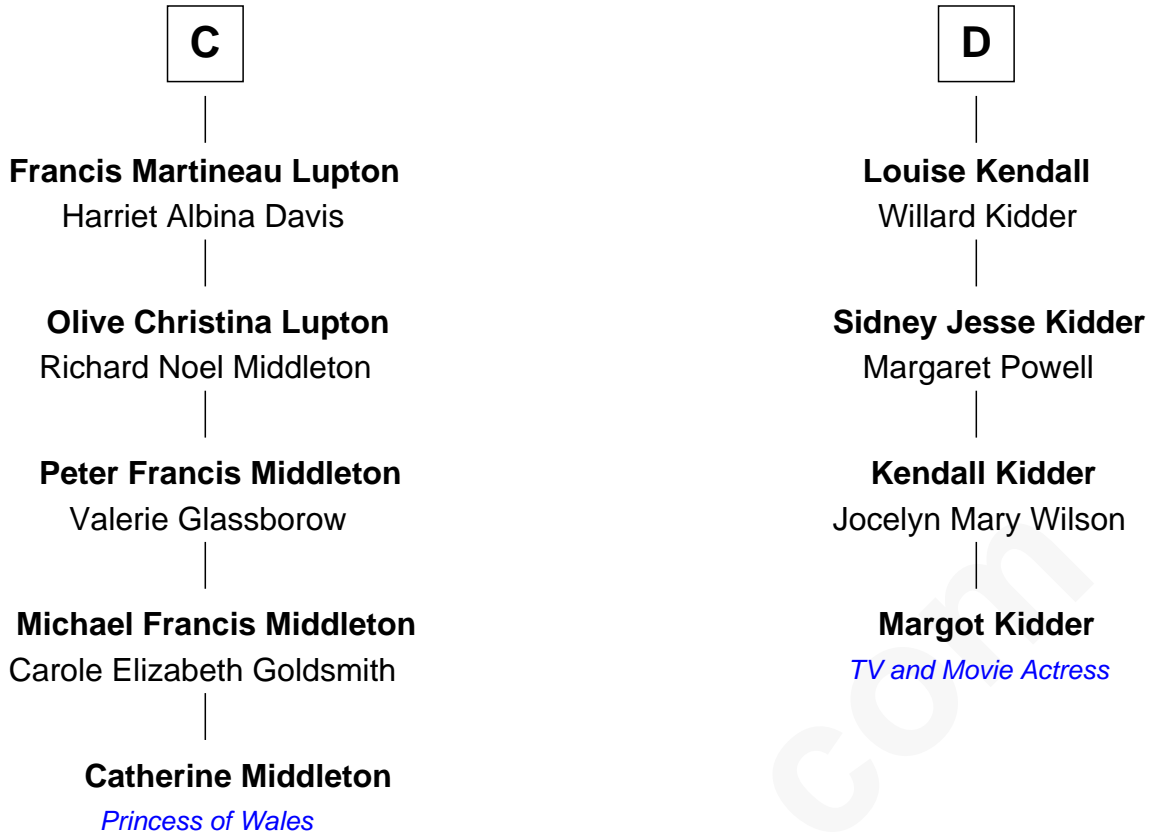 C
Francis Martineau Lupton
Harriet Albina Davis
Olive Christina Lupton
Richard Noel Middleton
Peter Francis Middleton
Valerie Glassborow
Michael Francis Middleton
Carole Elizabeth Goldsmith
Catherine Middleton
Princess of Wales
D
Louise Kendall
Willard Kidder
Sidney Jesse Kidder
Margaret Powell
Kendall Kidder
Jocelyn Mary Wilson
Margot Kidder
TV and Movie Actress
com